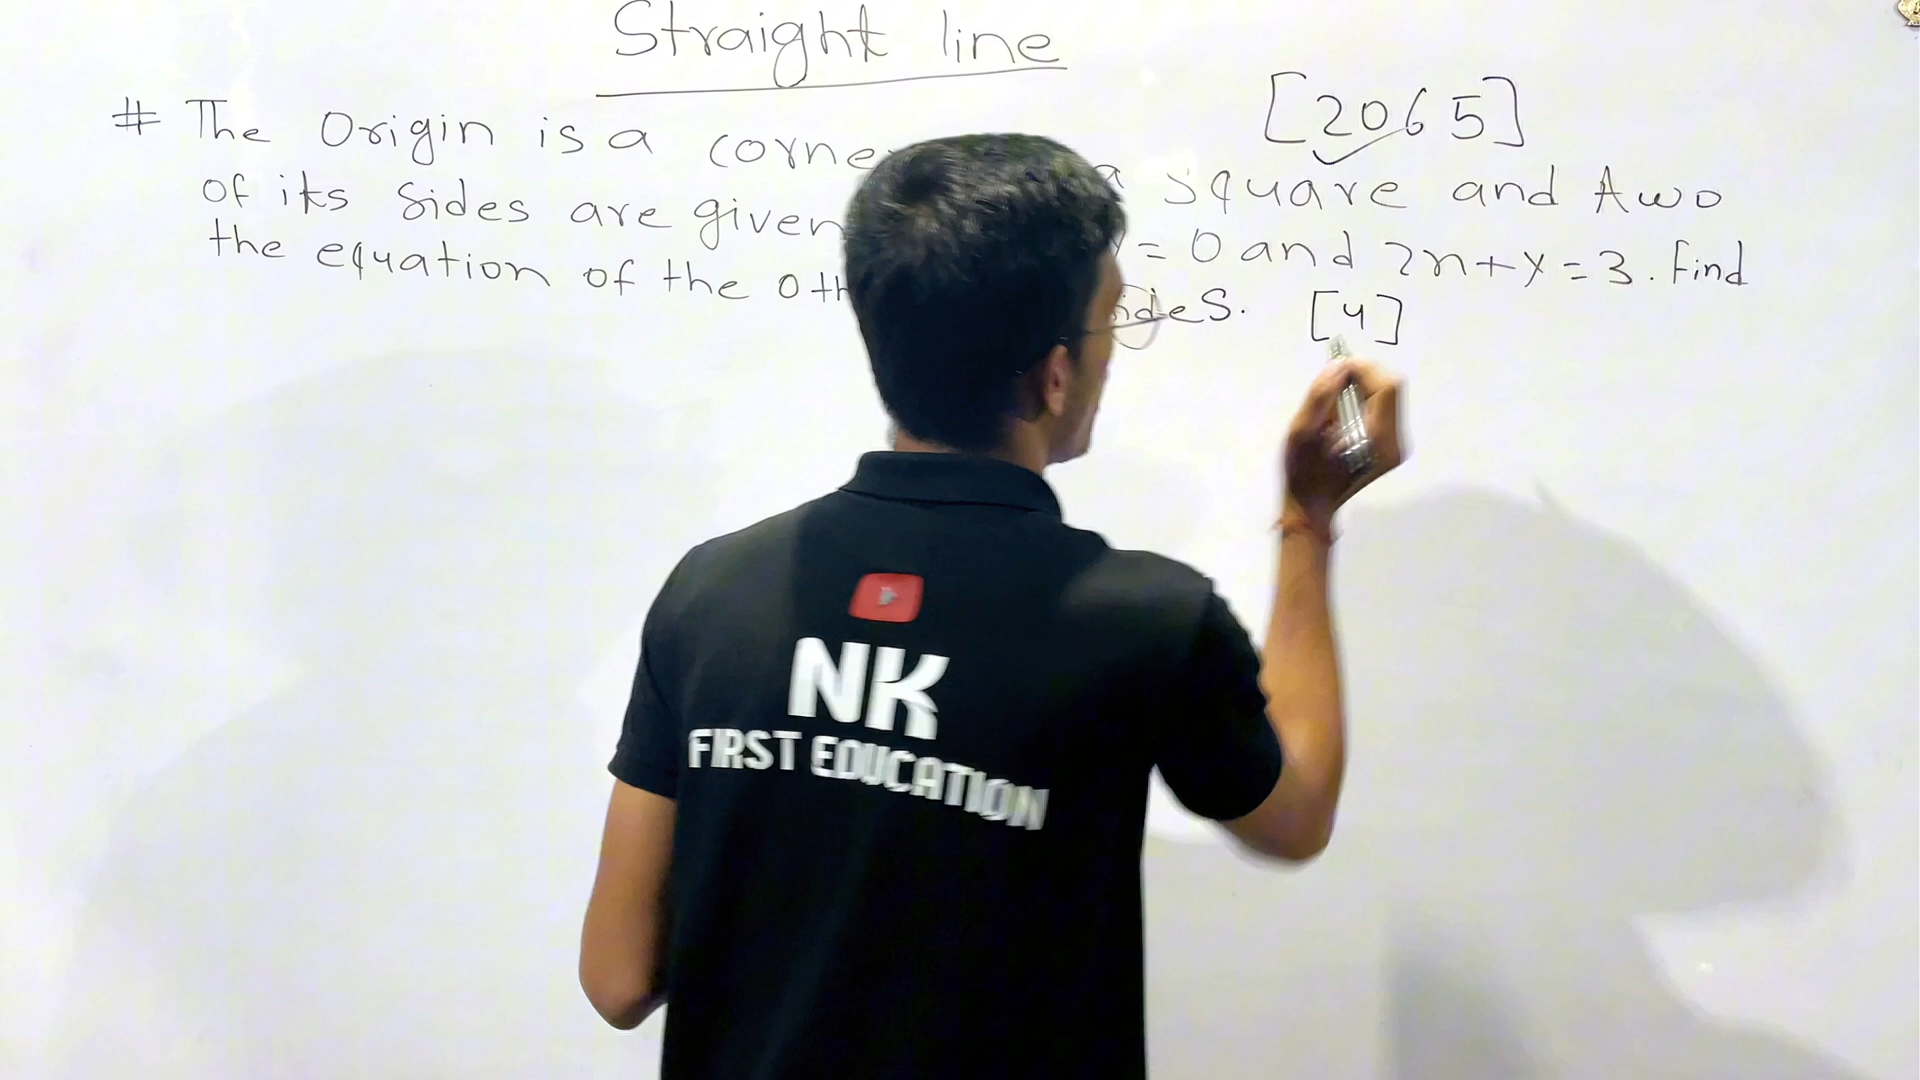 Straight line
[2065]
# The Origin is a corne a square and two
of its sides are given y = 0 and 2x + y = 3. Find
the equation of the oth sides. [4]
NK
FIRST EDUCATION